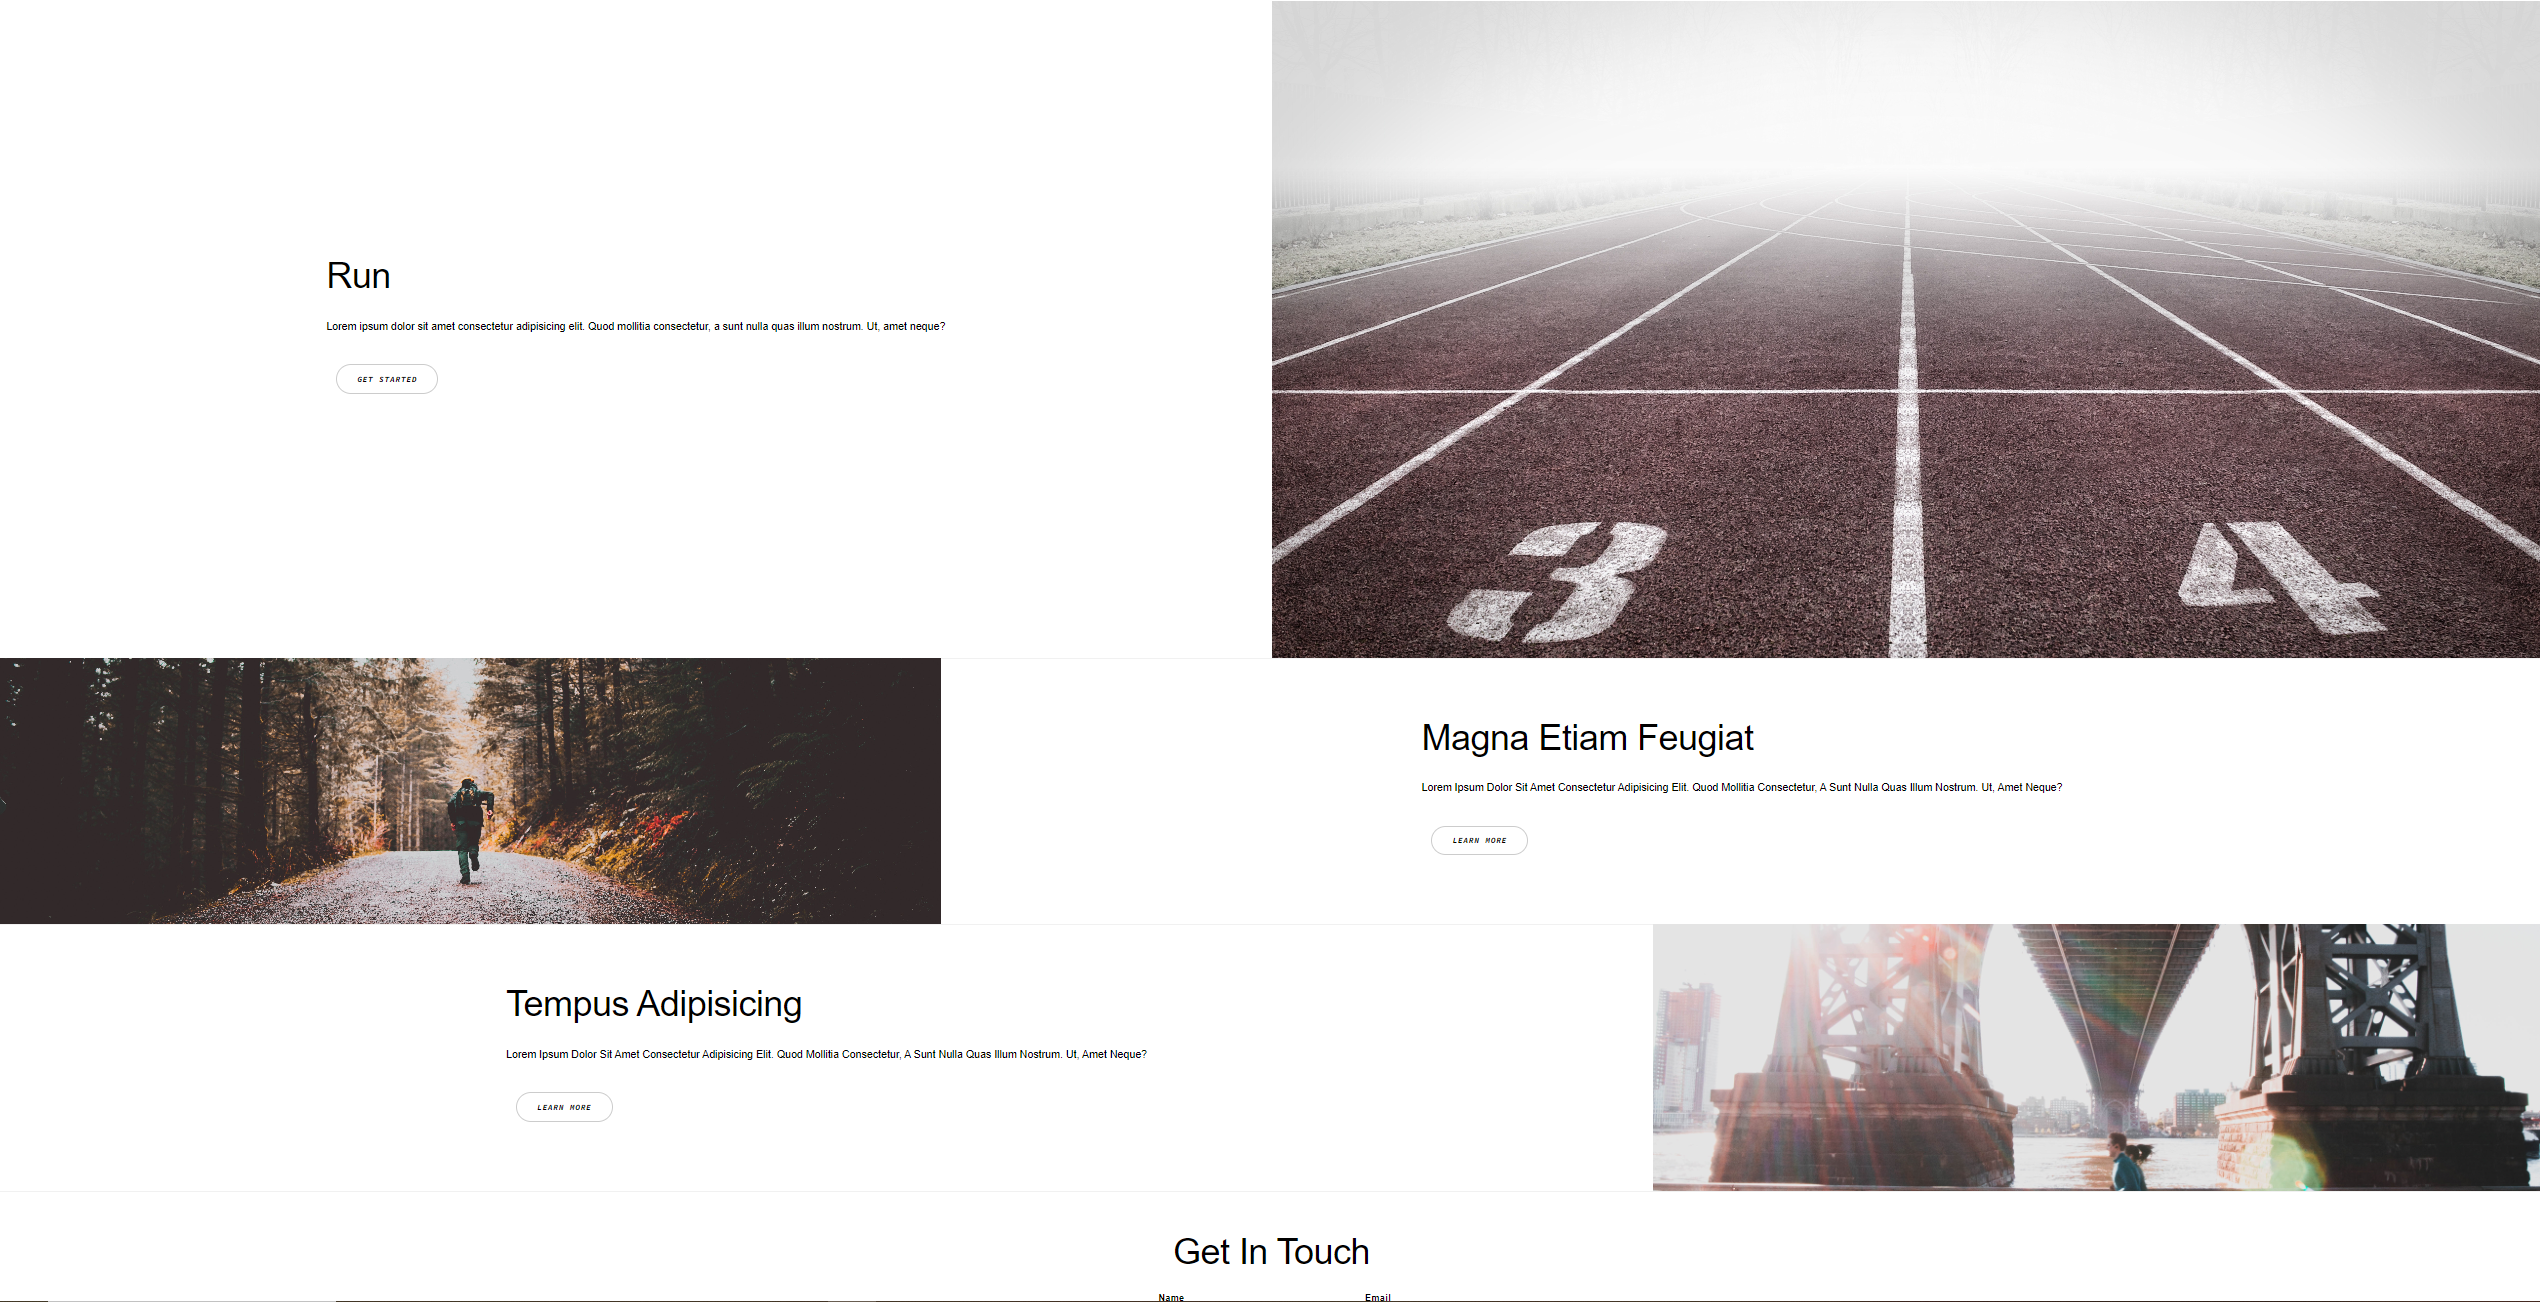 Run
Lorem ipsum dolor sit amet consectetur adipisicing elit. Quod mollitia consectetur, a sunt nulla quas illum nostrum. Ut, amet neque?
GET STARTED
3 4
Magna Etiam Feugiat
Lorem Ipsum Dolor Sit Amet Consectetur Adipisicing Elit. Quod Mollitia Consectetur, A Sunt Nulla Quas Illum Nostrum. Ut, Amet Neque?
LEARN MORE
Tempus Adipisicing
Lorem Ipsum Dolor Sit Amet Consectetur Adipisicing Elit. Quod Mollitia Consectetur, A Sunt Nulla Quas Illum Nostrum. Ut, Amet Neque?
LEARN MORE
Get In Touch
Name Email